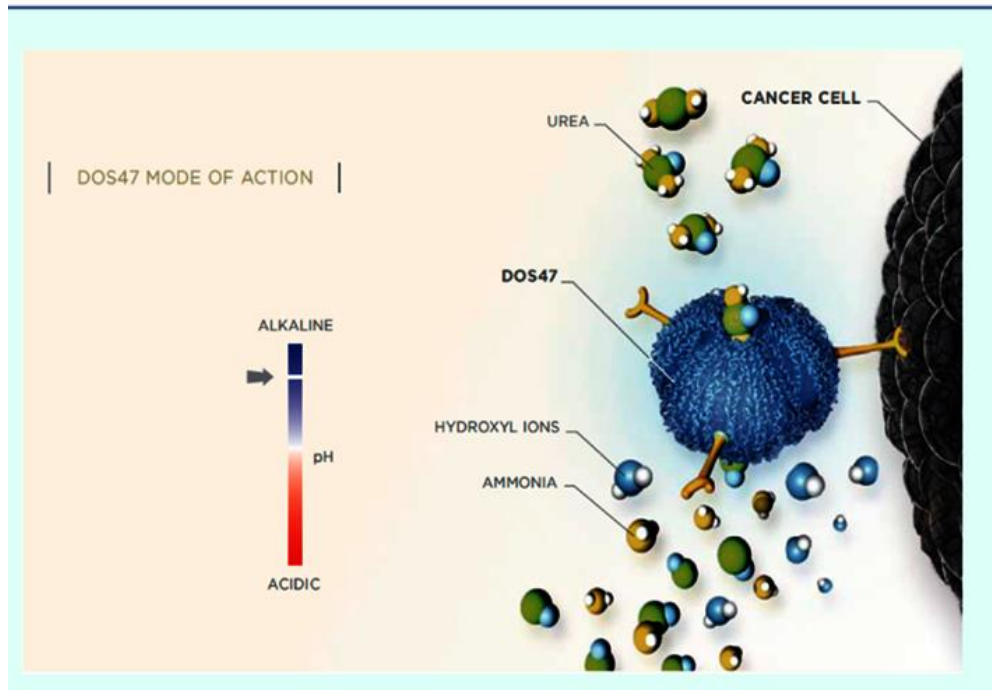 CANCER CELL
UREA
DOS47 MODE OF ACTION
DOS47
ALKALINE
HYDROXYL IONS
pH
AMMONIA
ACIDIC